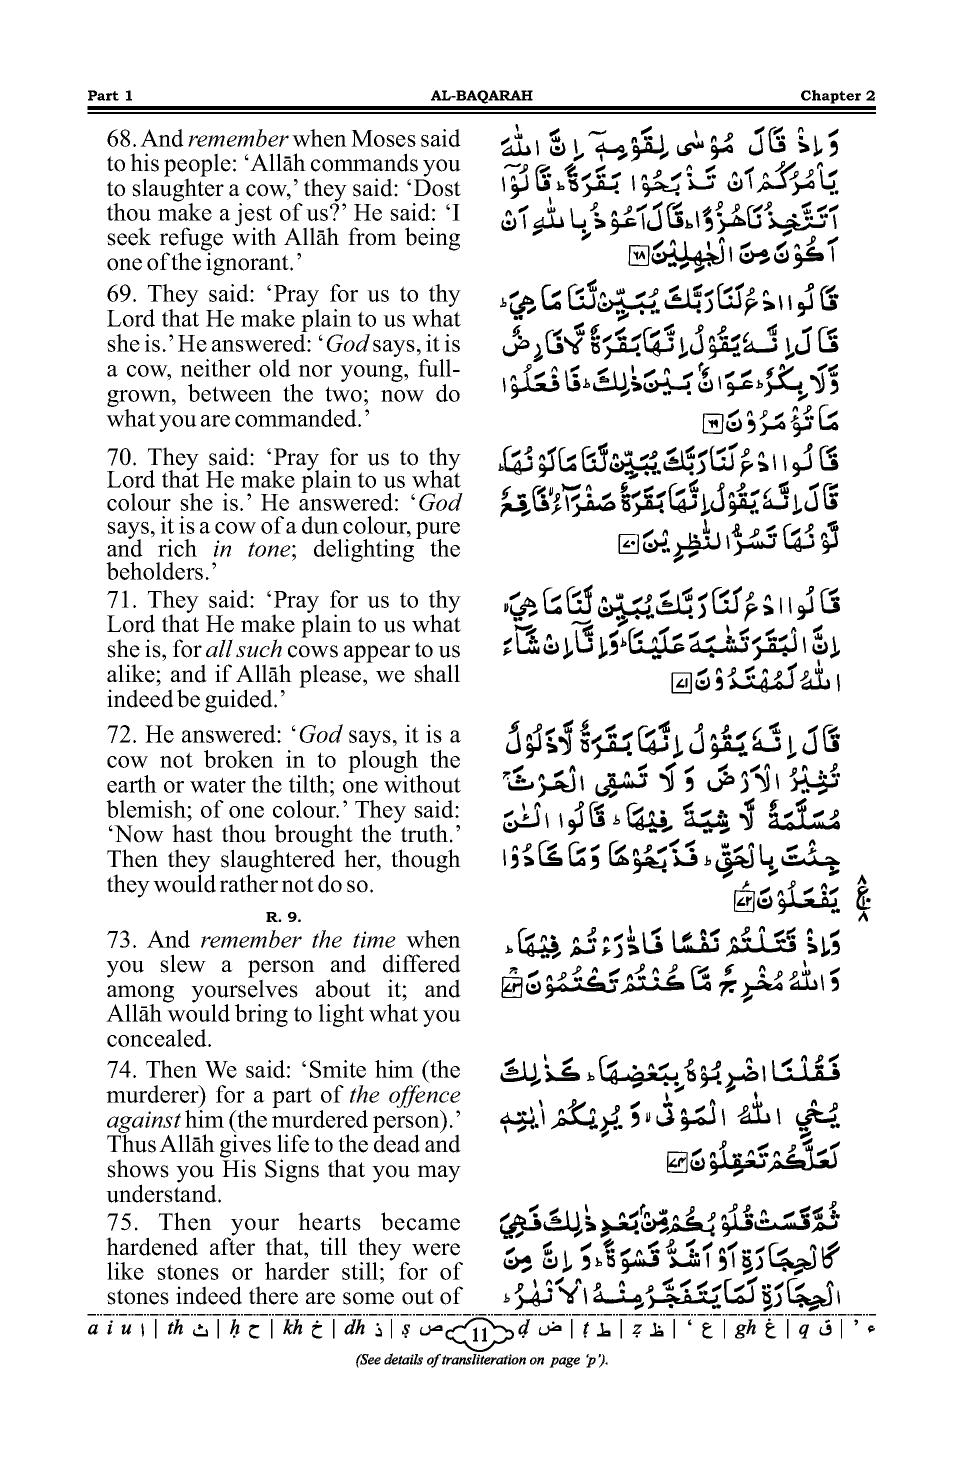 Part 1 AL-BAQARAH Chapter 2
68. And remember when Moses said
to his people: ‘Allāh commands you
to slaughter a cow,’ they said: ‘Dost
thou make a jest of us?’ He said: ‘I
seek refuge with Allāh from being
one of the ignorant.’
وَاِذْ قَالَ مُوْسٰى لِقَوْمِهٖٓ اِنَّ اللّٰهَ
يَاْمُرُكُمْ اَنْ تَذْبَحُوْا بَقَرَةً ؕ قَالُوْٓا
اَتَتَّخِذُنَا هُزُوًا ؕ قَالَ اَعُوْذُ بِاللّٰهِ اَنْ
اَكُوْنَ مِنَ الْجٰهِلِيْنَ ۶۸
69. They said: ‘Pray for us to thy
Lord that He make plain to us what
she is.’ He answered: ‘God says, it is
a cow, neither old nor young, full-
grown, between the two; now do
what you are commanded.’
قَالُوا ادْعُ لَنَا رَبَّكَ يُبَيِّنْ لَّنَا مَا هِيَ ؕ
قَالَ اِنَّهٗ يَقُوْلُ اِنَّهَا بَقَرَةٌ لَّا فَارِضٌ
وَّلَا بِكْرٌ ؕ عَوَانٌۢ بَيْنَ ذٰلِكَ ؕ فَافْعَلُوْا
مَا تُؤْمَرُوْنَ ۶۹
70. They said: ‘Pray for us to thy
Lord that He make plain to us what
colour she is.’ He answered: ‘God
says, it is a cow of a dun colour, pure
and rich in tone; delighting the
beholders.’
قَالُوا ادْعُ لَنَا رَبَّكَ يُبَيِّنْ لَّنَا مَا لَوْنُهَا ؕ
قَالَ اِنَّهٗ يَقُوْلُ اِنَّهَا بَقَرَةٌ صَفْرَآءُ ۙ فَاقِعٌ
لَّوْنُهَا تَسُرُّ النّٰظِرِيْنَ ۷۰
71. They said: ‘Pray for us to thy
Lord that He make plain to us what
she is, for all such cows appear to us
alike; and if Allāh please, we shall
indeed be guided.’
قَالُوا ادْعُ لَنَا رَبَّكَ يُبَيِّنْ لَّنَا مَا هِيَ ۙ
اِنَّ الْبَقَرَ تَشٰبَهَ عَلَيْنَا ؕ وَاِنَّآ اِنْ شَآءَ
اللّٰهُ لَمُهْتَدُوْنَ ۷۱
72. He answered: ‘God says, it is a
cow not broken in to plough the
earth or water the tilth; one without
blemish; of one colour.’ They said:
‘Now hast thou brought the truth.’
Then they slaughtered her, though
they would rather not do so.
قَالَ اِنَّهٗ يَقُوْلُ اِنَّهَا بَقَرَةٌ لَّا ذَلُوْلٌ
تُثِيْرُ الْاَرْضَ وَلَا تَسْقِى الْحَرْثَ ۚ
مُسَلَّمَةٌ لَّا شِيَةَ فِيْهَا ؕ قَالُوا الْـٰٔنَ
جِئْتَ بِالْحَقِّ ؕ فَذَبَحُوْهَا وَمَا كَادُوْا
يَفْعَلُوْنَ ۷۲
R. 9.
73. And remember the time when
you slew a person and differed
among yourselves about it; and
Allāh would bring to light what you
concealed.
وَاِذْ قَتَلْتُمْ نَفْسًا فَادّٰرَءْتُمْ فِيْهَا ؕ
وَاللّٰهُ مُخْرِجٌ مَّا كُنْتُمْ تَكْتُمُوْنَ ۷۳
74. Then We said: ‘Smite him (the
murderer) for a part of the offence
against him (the murdered person).’
Thus Allāh gives life to the dead and
shows you His Signs that you may
understand.
فَقُلْنَا اضْرِبُوْهُ بِبَعْضِهَا ؕ كَذٰلِكَ
يُحْيِ اللّٰهُ الْمَوْتٰى ۙ وَيُرِيْكُمْ اٰيٰتِهٖ
لَعَلَّكُمْ تَعْقِلُوْنَ ۷۴
75. Then your hearts became
hardened after that, till they were
like stones or harder still; for of
stones indeed there are some out of
ثُمَّ قَسَتْ قُلُوْبُكُمْ مِّنْۢ بَعْدِ ذٰلِكَ فَهِيَ
كَالْحِجَارَةِ اَوْ اَشَدُّ قَسْوَةً ؕ وَاِنَّ مِنَ
الْحِجَارَةِ لَمَا يَتَفَجَّرُ مِنْهُ الْاَنْهٰرُ ؕ
a i u ا | th ث | ḥ ح | kh خ | dh ذ | ṣ ص 11 ḍ ض | ṭ ط | ẓ ظ | ‘ ع | gh غ | q ق | ’ ء
(See details of transliteration on page ‘p’).